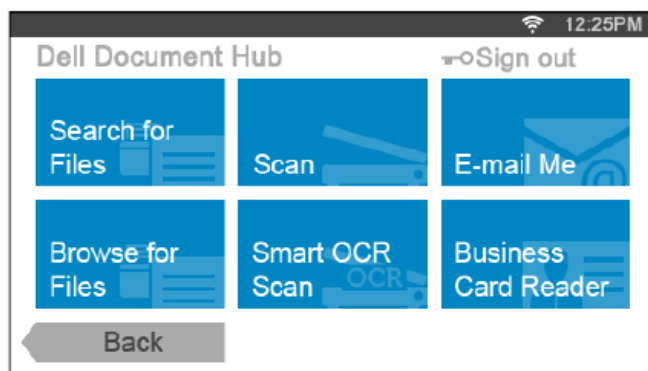 12:25PM
Dell Document Hub
Sign out
Search for
Files
Scan
E-mail Me
@
Browse for
Files
Smart OCR
Scan
OCR
Business
Card Reader
Back